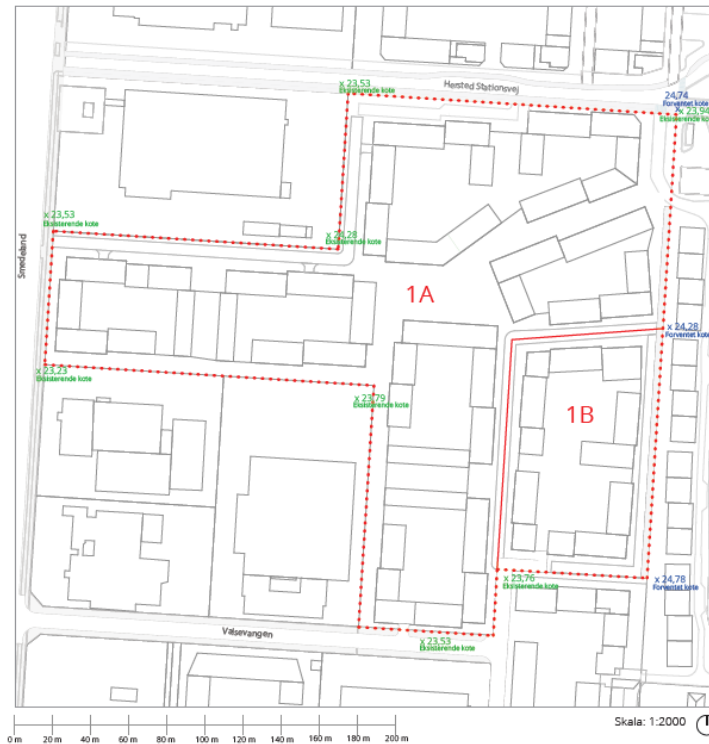 x 23,53
Eksisterende kote
Hersted Stationsvej
24,74
Forventet kote
x
x 23,94
Eksisterende kote
x 23,53
Eksisterende kote
x 24,28
Eksisterende kote
Smedeland
1A
x 24,28
Forventet kote
x 23,23
Eksisterende kote
x 23,79
Eksisterende kote
1B
x 23,76
Eksisterende kote
x 24,78
Forventet kote
Valsevangen
x 23,53
Eksisterende kote
Skala: 1:2000
0 m 20 m 40 m 60 m 80 m 100 m 120 m 140 m 160 m 180 m 200 m